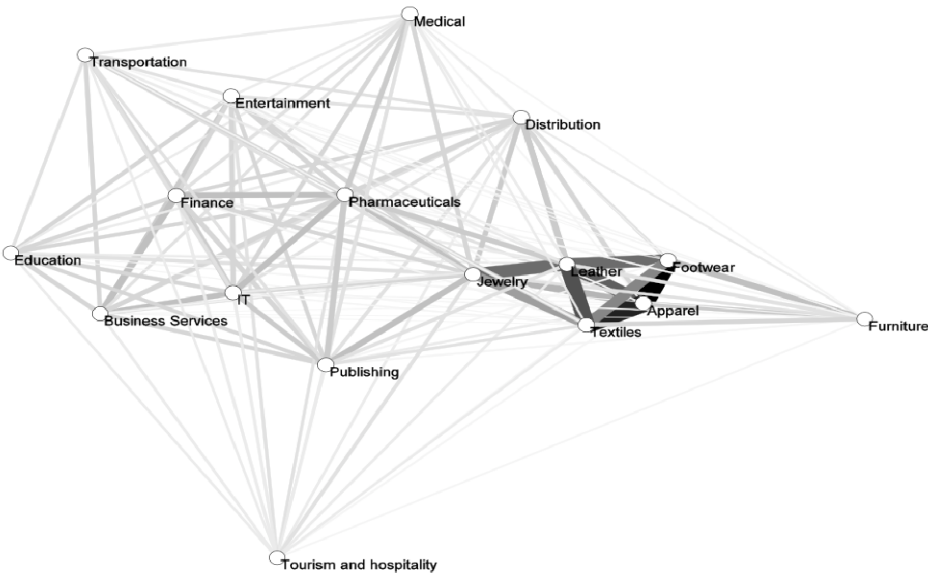 Medical
Transportation
Entertainment
Distribution
Finance
Pharmaceuticals
Education
Footwear
Leather
Jewelry
IT
Apparel
Business Services
Furniture
Textiles
Publishing
Tourism and hospitality